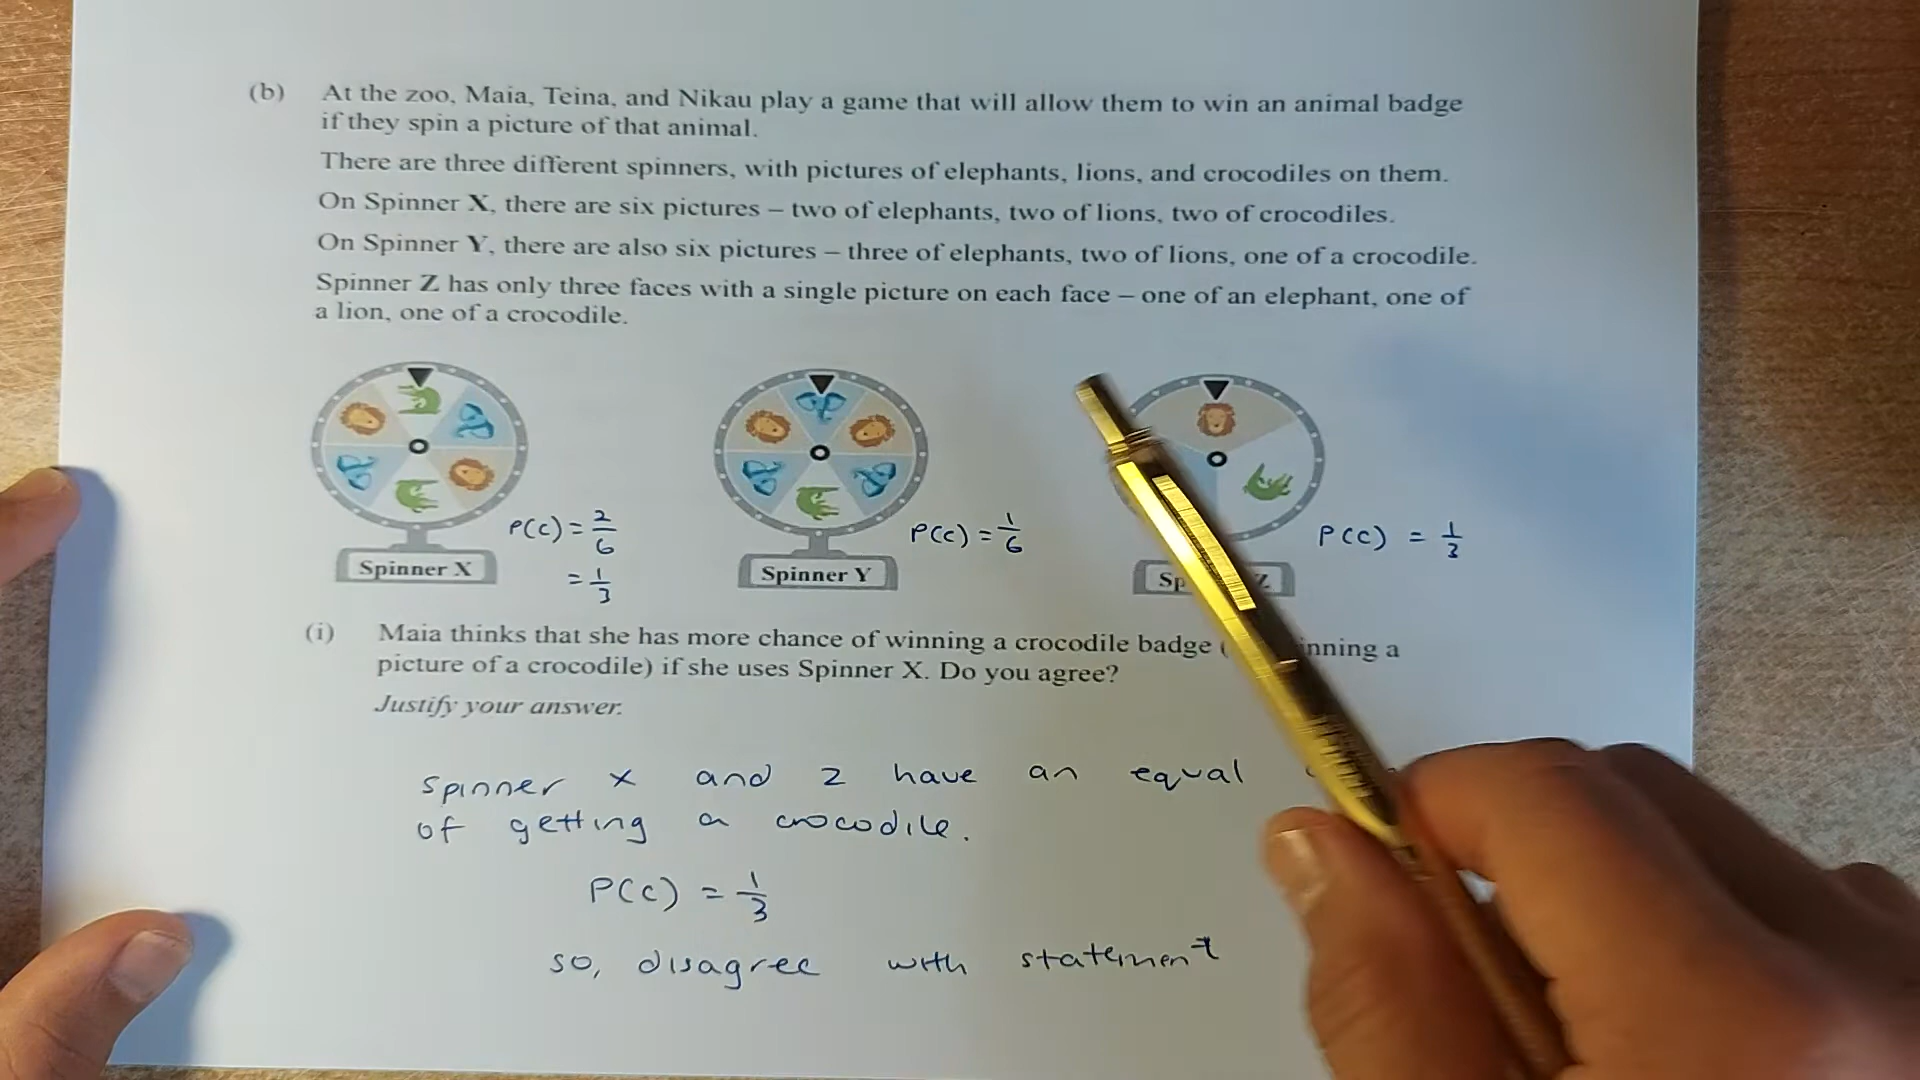 (b) At the zoo, Maia, Teina, and Nikau play a game that will allow them to win an animal badge
if they spin a picture of that animal.
There are three different spinners, with pictures of elephants, lions, and crocodiles on them.
On Spinner X, there are six pictures – two of elephants, two of lions, two of crocodiles.
On Spinner Y, there are also six pictures – three of elephants, two of lions, one of a crocodile.
Spinner Z has only three faces with a single picture on each face – one of an elephant, one of
a lion, one of a crocodile.
P(C) = 2/6
= 1/3
Spinner X
P(C) = 1/6
Spinner Y
P(C) = 1/3
Z
(i) Maia thinks that she has more chance of winning a crocodile badge
picture of a crocodile) if she uses Spinner X. Do you agree?
Justify your answer.
Spinner X and Z have an equal
of getting a crocodile.
P(C) = 1/3
so, disagree with statement